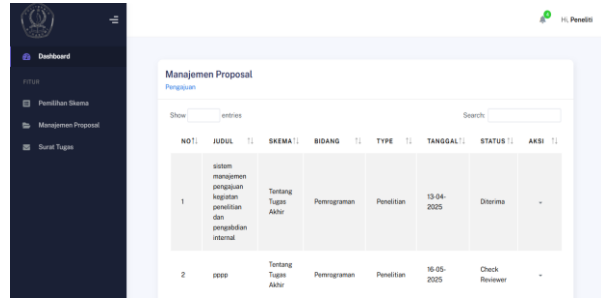 Hi, Peneliti
Dashboard
FITUR
Pemilihan Skema
Manajemen Proposal
Surat Tugas
Manajemen Proposal
Pengajuan
Show entries
Search:
NO JUDUL SKEMA BIDANG TYPE TANGGAL STATUS AKSI
1 sistem manajemen pengajuan kegiatan penelitian dan pengabdian internal Tentang Tugas Akhir Pemrograman Penelitian 13-04-2025 Diterima -
2 pppp Tentang Tugas Akhir Pemrograman Penelitian 16-05-2025 Check Reviewer -